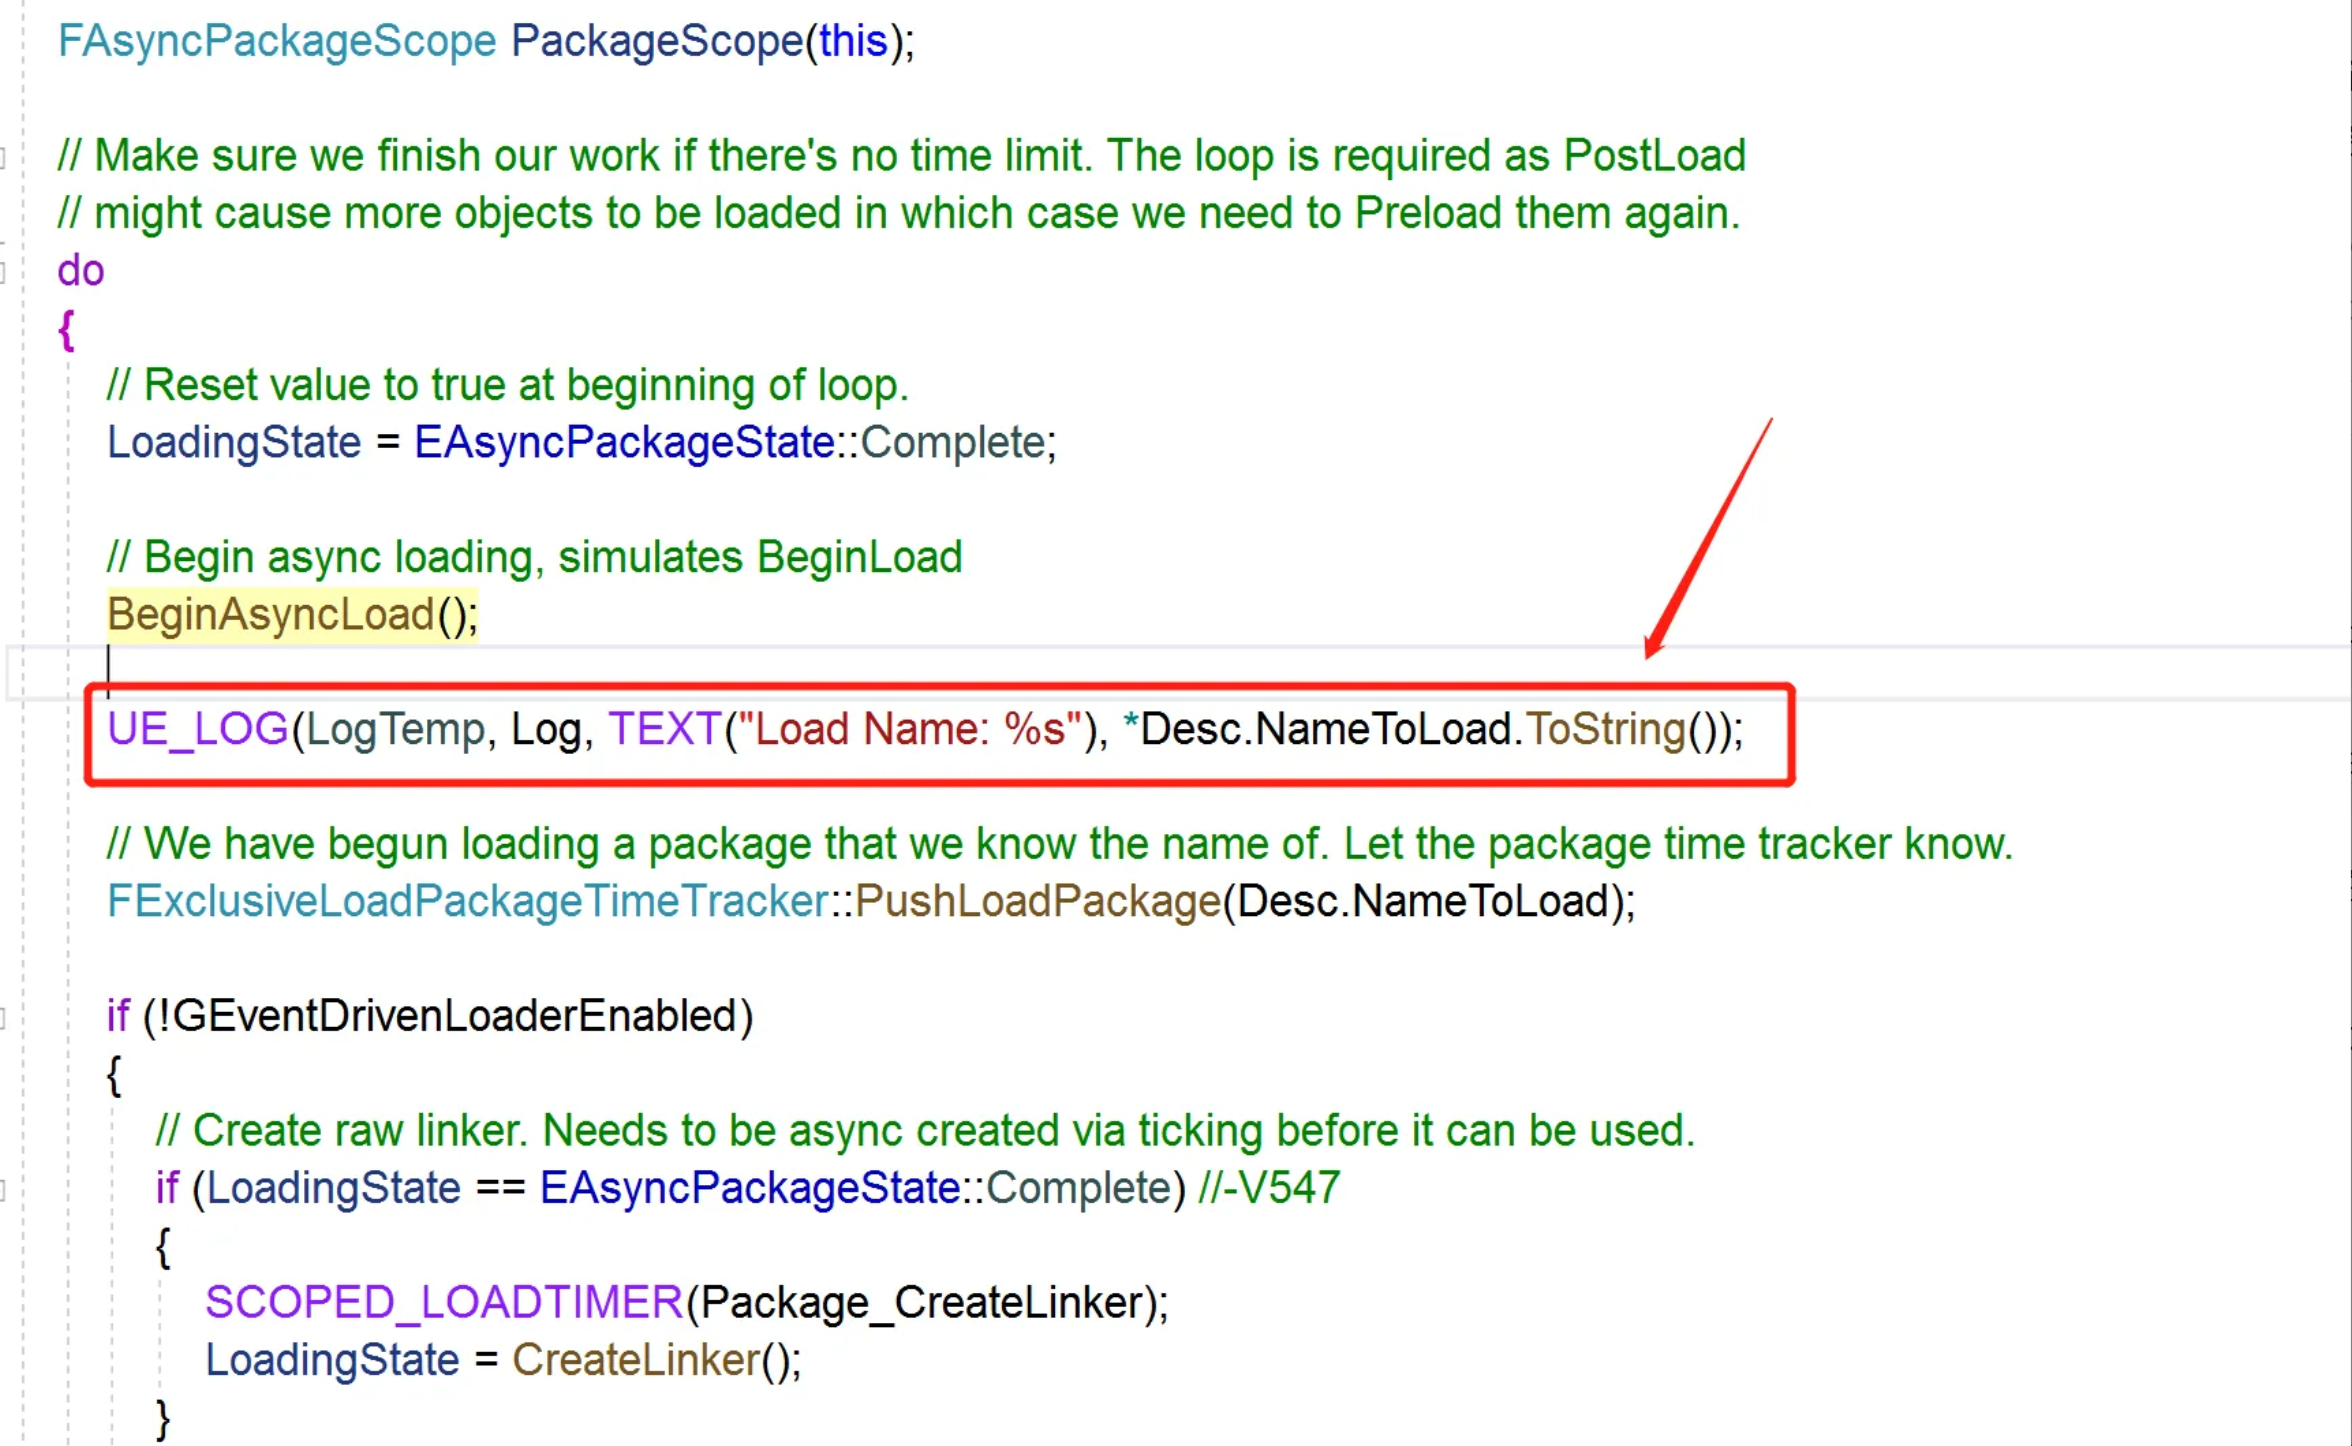 FAsyncPackageScope PackageScope(this);
// Make sure we finish our work if there's no time limit. The loop is required as PostLoad
// might cause more objects to be loaded in which case we need to Preload them again.
do
{
// Reset value to true at beginning of loop.
LoadingState = EAsyncPackageState::Complete;
// Begin async loading, simulates BeginLoad
BeginAsyncLoad();
UE_LOG(LogTemp, Log, TEXT("Load Name: %s"), *Desc.NameToLoad.ToString());
// We have begun loading a package that we know the name of. Let the package time tracker know.
FExclusiveLoadPackageTimeTracker::PushLoadPackage(Desc.NameToLoad);
if (!GEventDrivenLoaderEnabled)
{
// Create raw linker. Needs to be async created via ticking before it can be used.
if (LoadingState == EAsyncPackageState::Complete) //-V547
{
SCOPED_LOADTIMER(Package_CreateLinker);
LoadingState = CreateLinker();
}